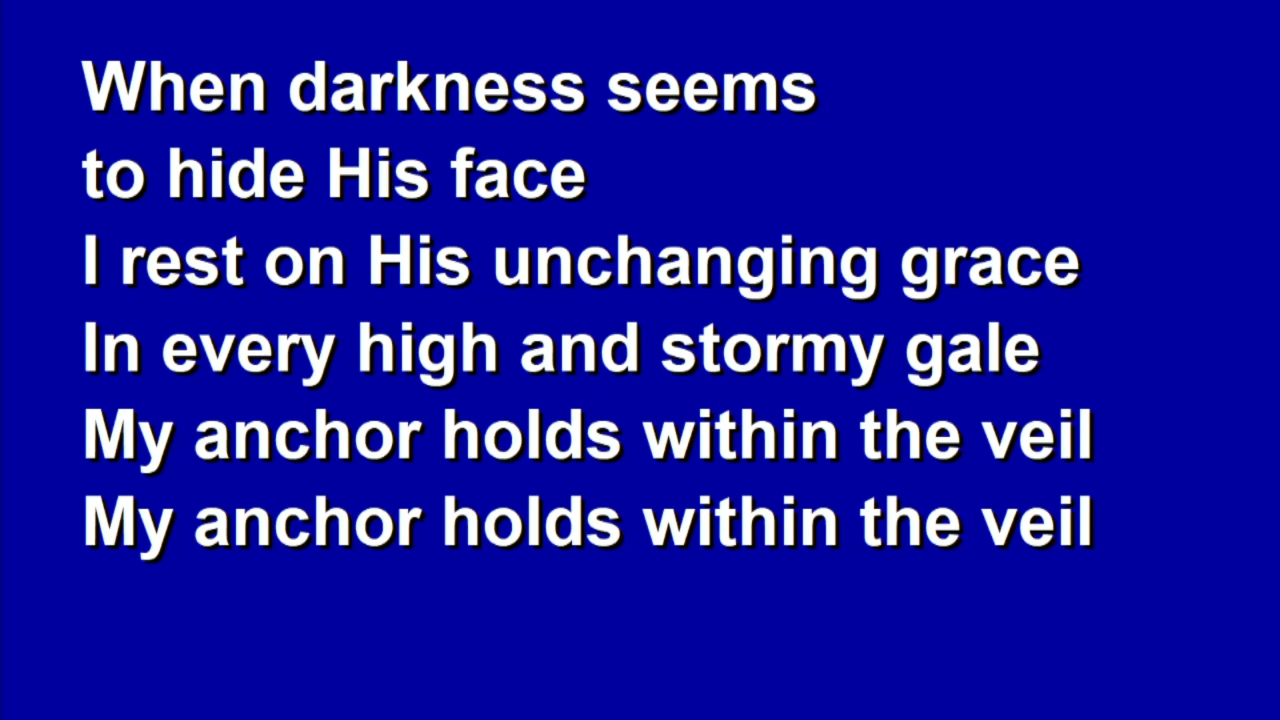 When darkness seems
to hide His face
I rest on His unchanging grace
In every high and stormy gale
My anchor holds within the veil
My anchor holds within the veil